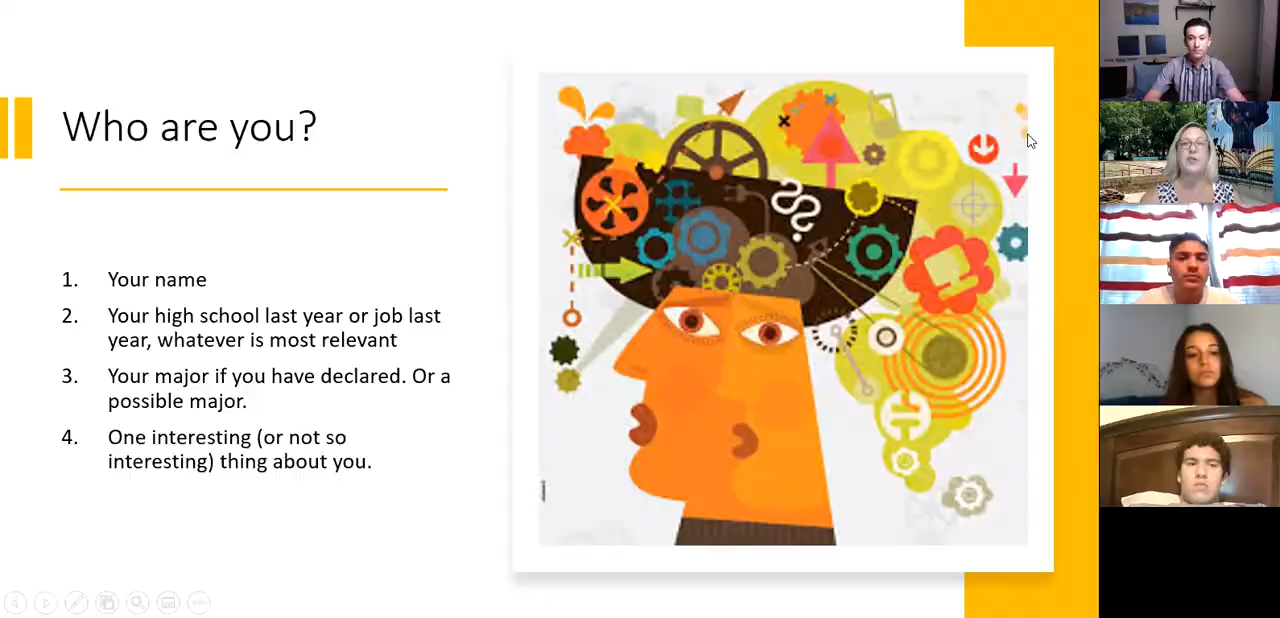 Who are you?
1. Your name
2. Your high school last year or job last
year, whatever is most relevant
3. Your major if you have declared. Or a
possible major.
4. One interesting (or not so
interesting) thing about you.